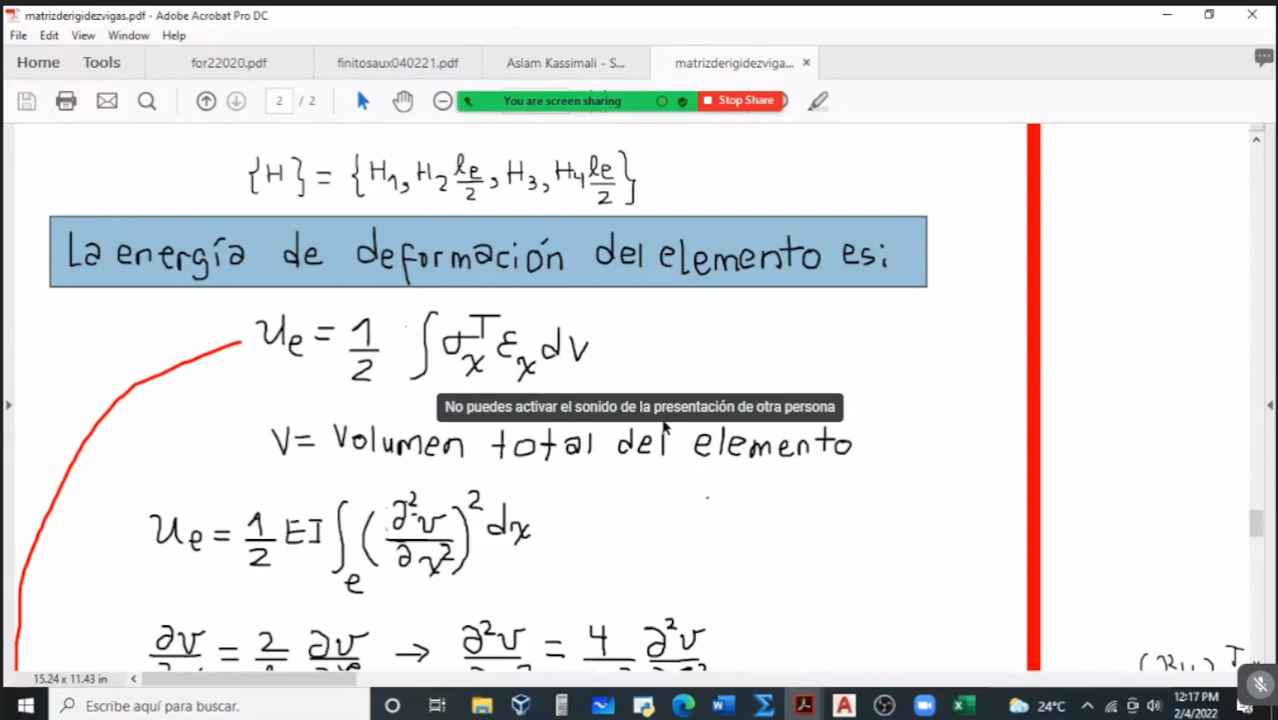 matrizderigidezvigas.pdf - Adobe Acrobat Pro DC
File Edit View Window Help
Home Tools for22020.pdf finitosaux040221.pdf Aslam Kassimali - S... matrizderigidezviga... ×
2 / 2 You are screen sharing Stop Share
{H} = {H₁, H₂ le/2, H₃, H₄ le/2}
La energía de deformación del elemento es:
Ue = 1/2 ∫ σₓᵀ εₓ dv
No puedes activar el sonido de la presentación de otra persona
V= Volumen total del elemento
Ue = 1/2 EI ∫e (∂²v/∂x²)² dx
∂v = 2 ∂v → ∂²v = 4 ∂²v
15.24 x 11.43 in
Escribe aquí para buscar.
24°C
12:17 PM
2/4/2022